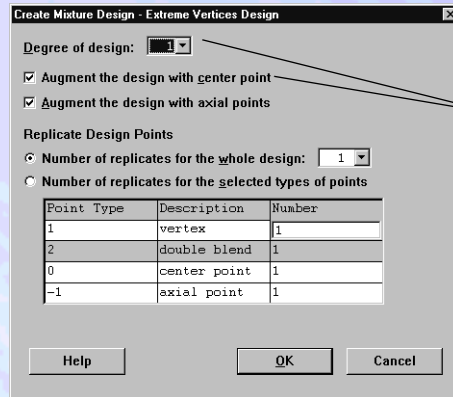 Create Mixture Design - Extreme Vertices Design
Degree of design: 1
Augment the design with center point
Augment the design with axial points
Replicate Design Points
Number of replicates for the whole design: 1
Number of replicates for the selected types of points
Point Type Description Number
1 vertex 1
2 double blend 1
0 center point 1
-1 axial point 1
Help OK Cancel